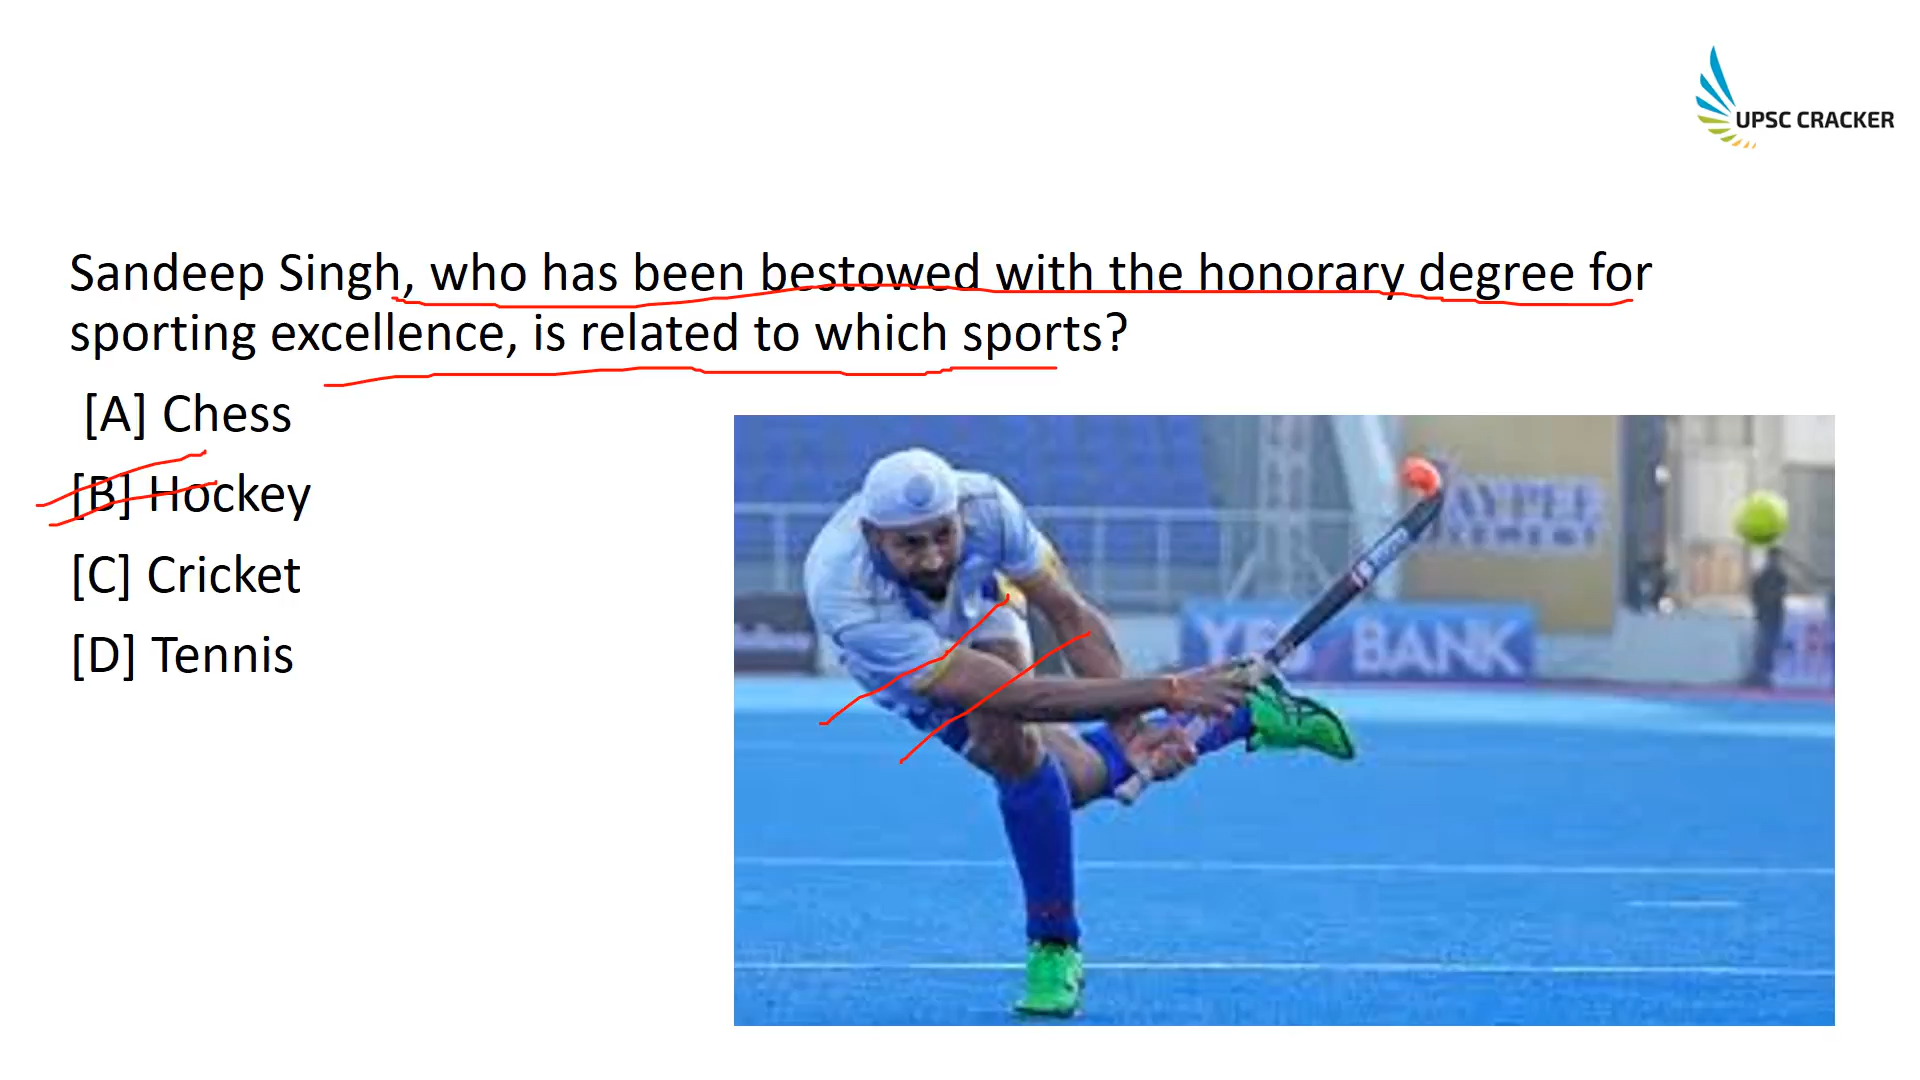 UPSC CRACKER
Sandeep Singh, who has been bestowed with the honorary degree for
sporting excellence, is related to which sports?
[A] Chess
[B] Hockey
[C] Cricket
[D] Tennis
YES BANK